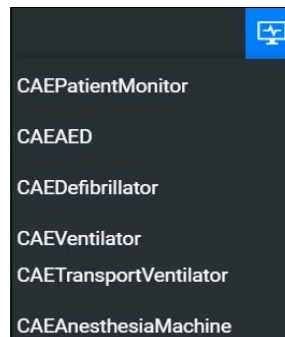 CAEPatientMonitor
CAEAED
CAEDefibrillator
CAEVentilator
CAETransportVentilator
CAEAnesthesiaMachine